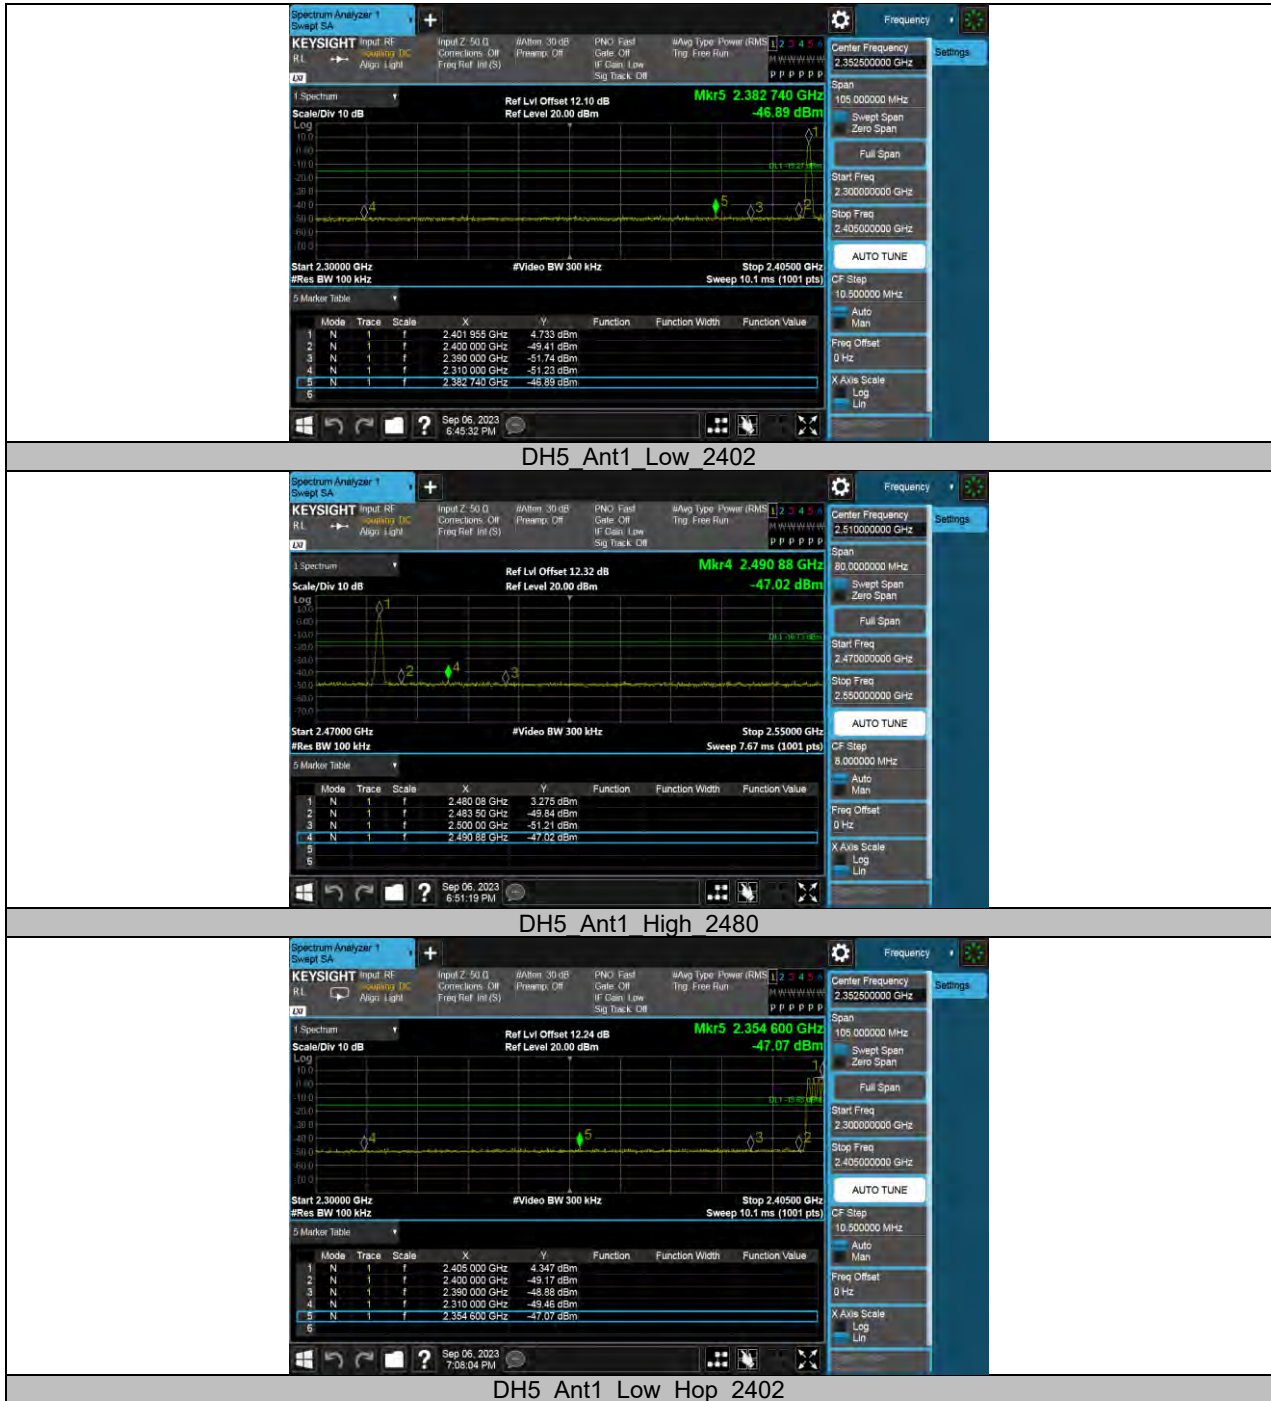 Spectrum Analyzer 1
Swept SA
Frequency
KEYSIGHT
Input: RF
Coupling: DC
Align: Light
Input Z: 50 Ω
Corrections: Off
Freq Ref: Int (S)
#Atten: 30 dB
Preamp: Off
PNO: Fast
Gate: Off
IF Gain: Low
Sig Track: Off
#Avg Type: Power (RMS
Trig: Free Run
1 2 3 4 5 6
M W W W W W
P P P P P P
RL
LXI
Center Frequency
2.352500000 GHz
Settings
Span
105.000000 MHz
Swept Span
Zero Span
Full Span
Start Freq
2.300000000 GHz
Stop Freq
2.405000000 GHz
AUTO TUNE
CF Step
10.500000 MHz
Auto
Man
Freq Offset
0 Hz
X Axis Scale
Log
Lin
1 Spectrum
Ref Lvl Offset 12.10 dB
Mkr5 2.382 740 GHz
Scale/Div 10 dB
Ref Level 20.00 dBm
-46.89 dBm
Log
Start 2.30000 GHz
#Video BW 300 kHz
Stop 2.40500 GHz
#Res BW 100 kHz
Sweep 10.1 ms (1001 pts)
5 Marker Table
Mode Trace Scale X Y Function Function Width Function Value
1 N 1 f 2.401 955 GHz 4.733 dBm
2 N 1 f 2.400 000 GHz -49.41 dBm
3 N 1 f 2.390 000 GHz -51.74 dBm
4 N 1 f 2.310 000 GHz -51.23 dBm
5 N 1 f 2.382 740 GHz -46.89 dBm
6
Sep 06, 2023
6:45:32 PM
DH5_Ant1_Low_2402
Spectrum Analyzer 1
Swept SA
Frequency
KEYSIGHT
Input: RF
Coupling: DC
Align: Light
Input Z: 50 Ω
Corrections: Off
Freq Ref: Int (S)
#Atten: 30 dB
Preamp: Off
PNO: Fast
Gate: Off
IF Gain: Low
Sig Track: Off
#Avg Type: Power (RMS
Trig: Free Run
1 2 3 4 5 6
M W W W W W
P P P P P P
RL
LXI
Center Frequency
2.510000000 GHz
Settings
Span
80.0000000 MHz
Swept Span
Zero Span
Full Span
Start Freq
2.470000000 GHz
Stop Freq
2.550000000 GHz
AUTO TUNE
CF Step
8.000000 MHz
Auto
Man
Freq Offset
0 Hz
X Axis Scale
Log
Lin
1 Spectrum
Ref Lvl Offset 12.32 dB
Mkr4 2.490 88 GHz
Scale/Div 10 dB
Ref Level 20.00 dBm
-47.02 dBm
Log
Start 2.47000 GHz
#Video BW 300 kHz
Stop 2.55000 GHz
#Res BW 100 kHz
Sweep 7.67 ms (1001 pts)
5 Marker Table
Mode Trace Scale X Y Function Function Width Function Value
1 N 1 f 2.480 08 GHz 3.275 dBm
2 N 1 f 2.483 50 GHz -49.84 dBm
3 N 1 f 2.500 00 GHz -51.21 dBm
4 N 1 f 2.490 88 GHz -47.02 dBm
5
6
Sep 06, 2023
6:51:19 PM
DH5_Ant1_High_2480
Spectrum Analyzer 1
Swept SA
Frequency
KEYSIGHT
Input: RF
Coupling: DC
Align: Light
Input Z: 50 Ω
Corrections: Off
Freq Ref: Int (S)
#Atten: 30 dB
Preamp: Off
PNO: Fast
Gate: Off
IF Gain: Low
Sig Track: Off
#Avg Type: Power (RMS
Trig: Free Run
1 2 3 4 5 6
M W W W W W
P P P P P P
RL
LXI
Center Frequency
2.352500000 GHz
Settings
Span
105.000000 MHz
Swept Span
Zero Span
Full Span
Start Freq
2.300000000 GHz
Stop Freq
2.405000000 GHz
AUTO TUNE
CF Step
10.500000 MHz
Auto
Man
Freq Offset
0 Hz
X Axis Scale
Log
Lin
1 Spectrum
Ref Lvl Offset 12.24 dB
Mkr5 2.354 600 GHz
Scale/Div 10 dB
Ref Level 20.00 dBm
-47.07 dBm
Log
Start 2.30000 GHz
#Video BW 300 kHz
Stop 2.40500 GHz
#Res BW 100 kHz
Sweep 10.1 ms (1001 pts)
5 Marker Table
Mode Trace Scale X Y Function Function Width Function Value
1 N 1 f 2.405 000 GHz 4.347 dBm
2 N 1 f 2.400 000 GHz -49.17 dBm
3 N 1 f 2.390 000 GHz -48.88 dBm
4 N 1 f 2.310 000 GHz -49.46 dBm
5 N 1 f 2.354 600 GHz -47.07 dBm
6
Sep 06, 2023
7:08:04 PM
DH5_Ant1_Low_Hop_2402